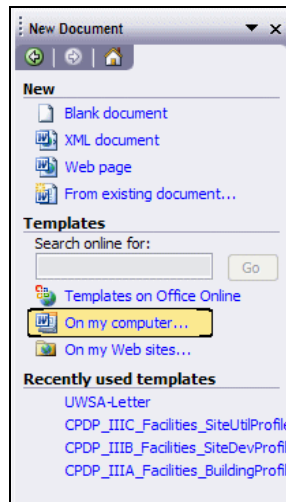 New Document
New
Blank document
XML document
Web page
From existing document...
Templates
Search online for:
Go
Templates on Office Online
On my computer...
On my Web sites...
Recently used templates
UWSA-Letter
CPDP_IIIC_Facilities_SiteUtilProfile
CPDP_IIIB_Facilities_SiteDevProfil
CPDP_IIIA_Facilities_BuildingProfil